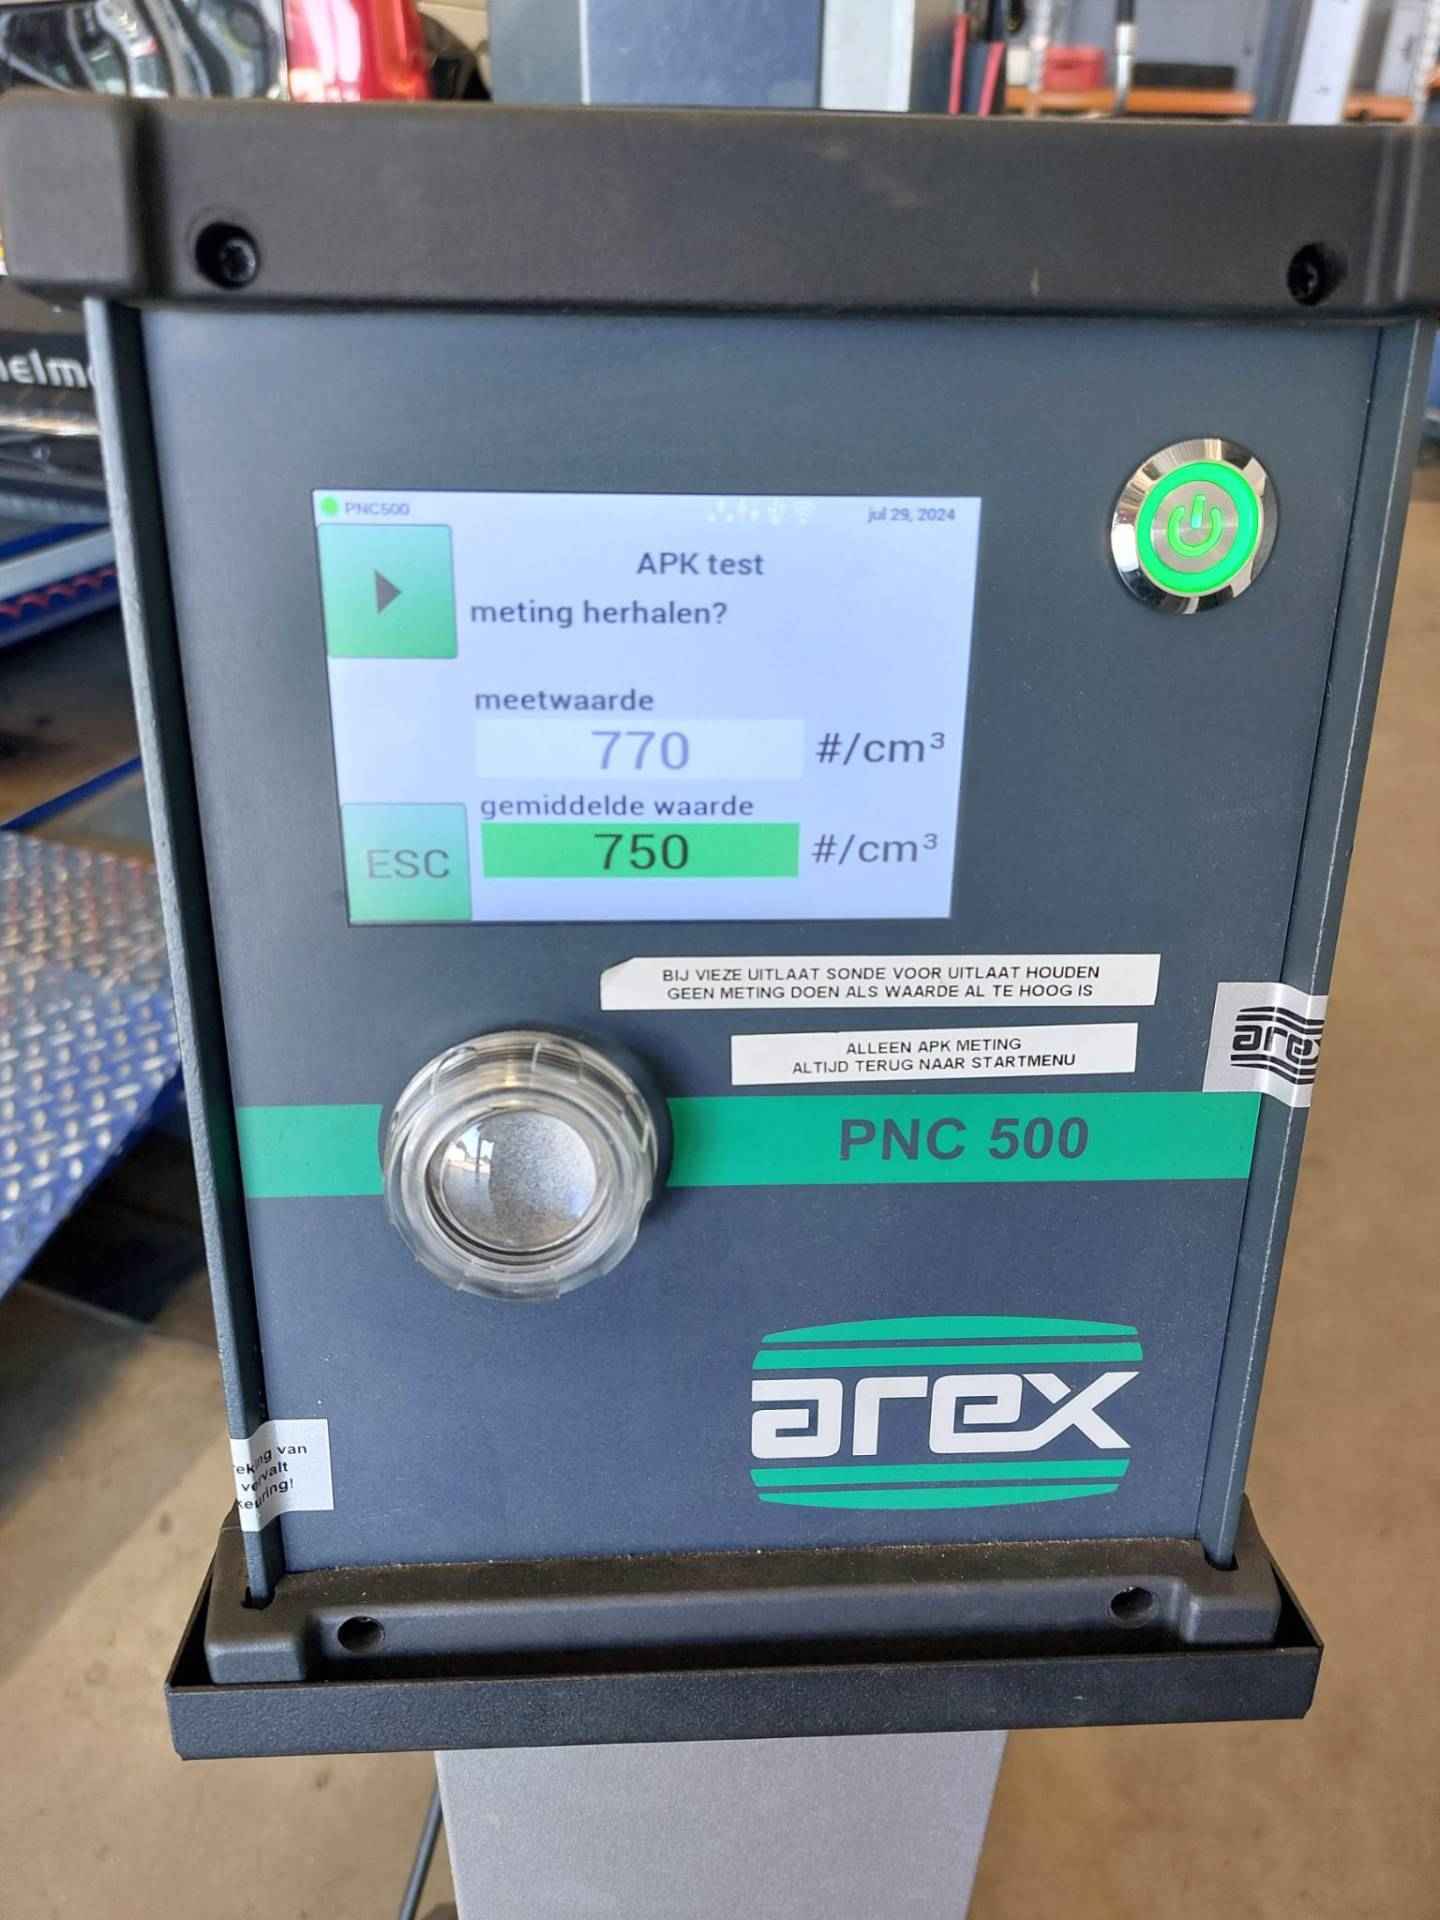 PNC500
jul 29, 2024
APK test
meting herhalen?
meetwaarde
770 #/cm³
gemiddelde waarde
ESC
750 #/cm³
BIJ VIEZE UITLAAT SONDE VOOR UITLAAT HOUDEN
GEEN METING DOEN ALS WAARDE AL TE HOOG IS
ALLEEN APK METING
ALTIJD TERUG NAAR STARTMENU
arex
PNC 500
arex
van